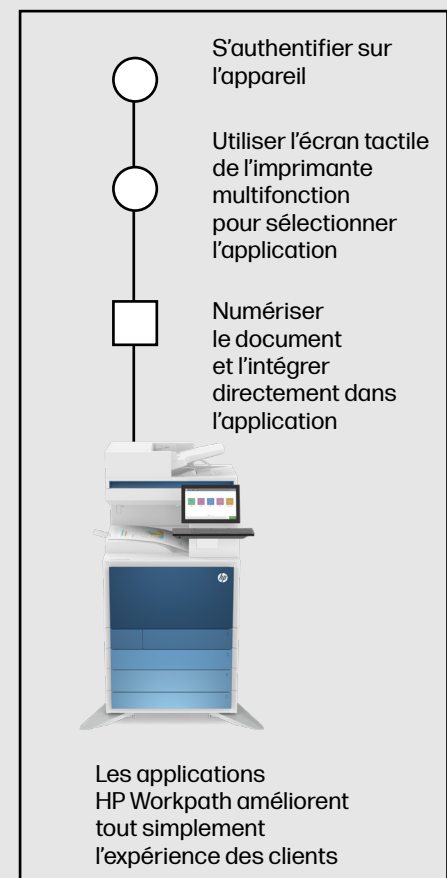 S’authentifier sur
l’appareil
Utiliser l’écran tactile
de l’imprimante
multifonction
pour sélectionner
l’application
Numériser
le document
et l’intégrer
directement dans
l’application
hp
Les applications
HP Workpath améliorent
tout simplement
l’expérience des clients